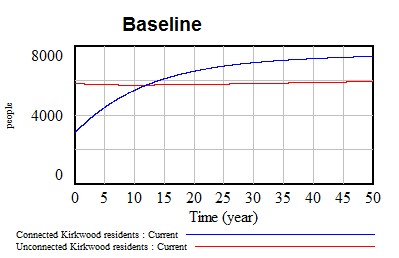 Baseline
8000
people
4000
0
0 5 10 15 20 25 30 35 40 45 50
Time (year)
Connected Kirkwood residents : Current
Unconnected Kirkwood residents : Current